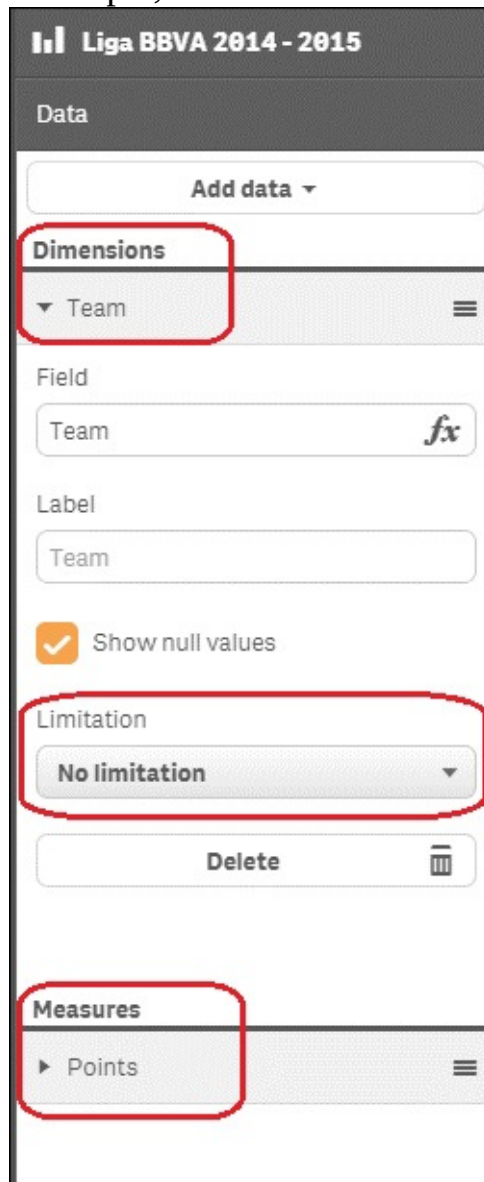 Liga BBVA 2014 - 2015
Data
Add data
Dimensions
Team
Field
Team fx
Label
Team
Show null values
Limitation
No limitation
Delete
Measures
Points